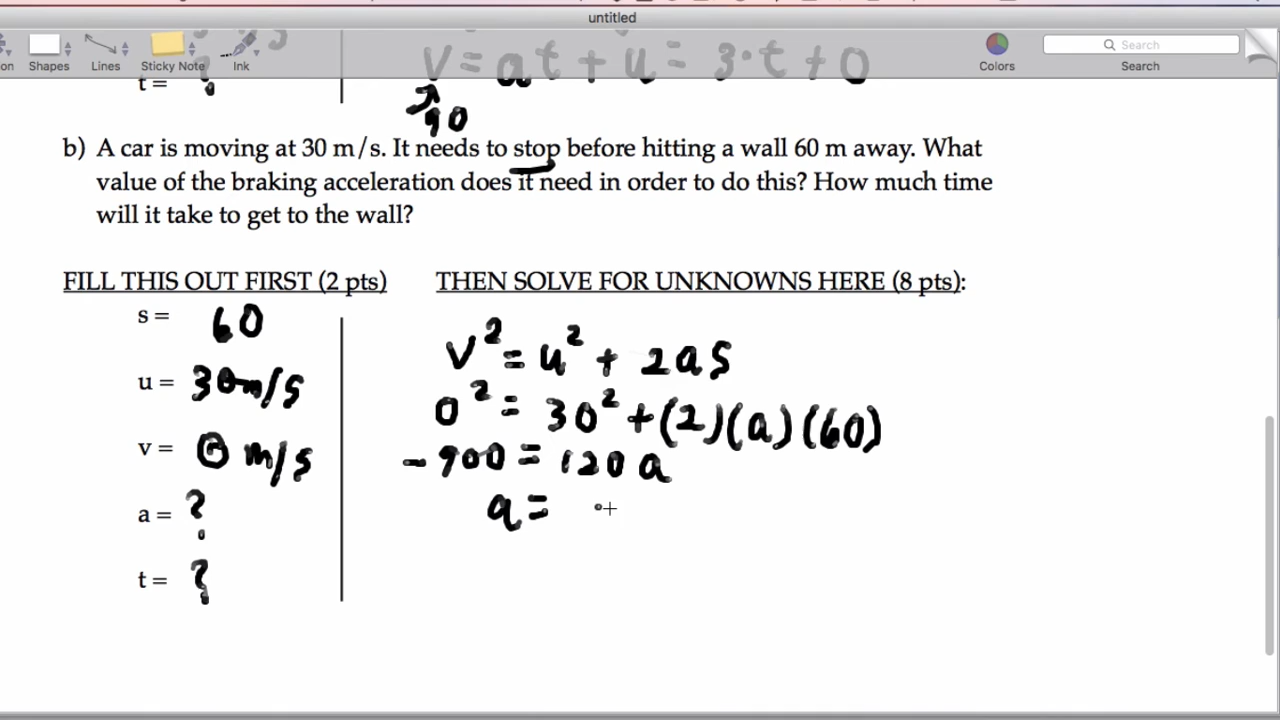 untitled
Shapes Lines Sticky Note Ink Colors Search Search
v = at + u = 3·t + 0
t = ?
90
b) A car is moving at 30 m/s. It needs to stop before hitting a wall 60 m away. What
value of the braking acceleration does it need in order to do this? How much time
will it take to get to the wall?
FILL THIS OUT FIRST (2 pts)
s = 60
u = 30m/s
v = 0 m/s
a = ?
t = ?
THEN SOLVE FOR UNKNOWNS HERE (8 pts):
v² = u² + 2as
0² = 30² + (2)(a)(60)
-900 = 120a
a =